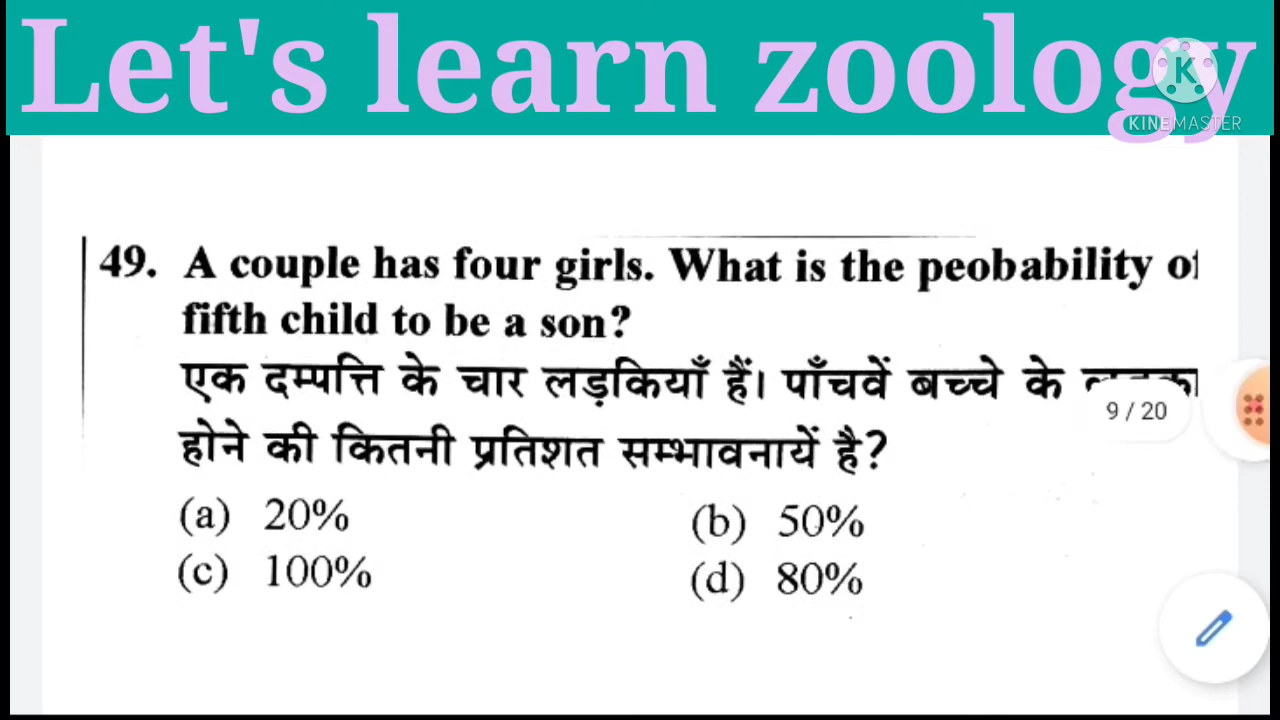 Let's learn zoology
KINEMASTER
49. A couple has four girls. What is the peobability of
fifth child to be a son?
एक दम्पत्ति के चार लड़कियाँ हैं। पाँचवें बच्चे के
9 / 20
होने की कितनी प्रतिशत सम्भावनायें है?
(a) 20% (b) 50%
(c) 100% (d) 80%